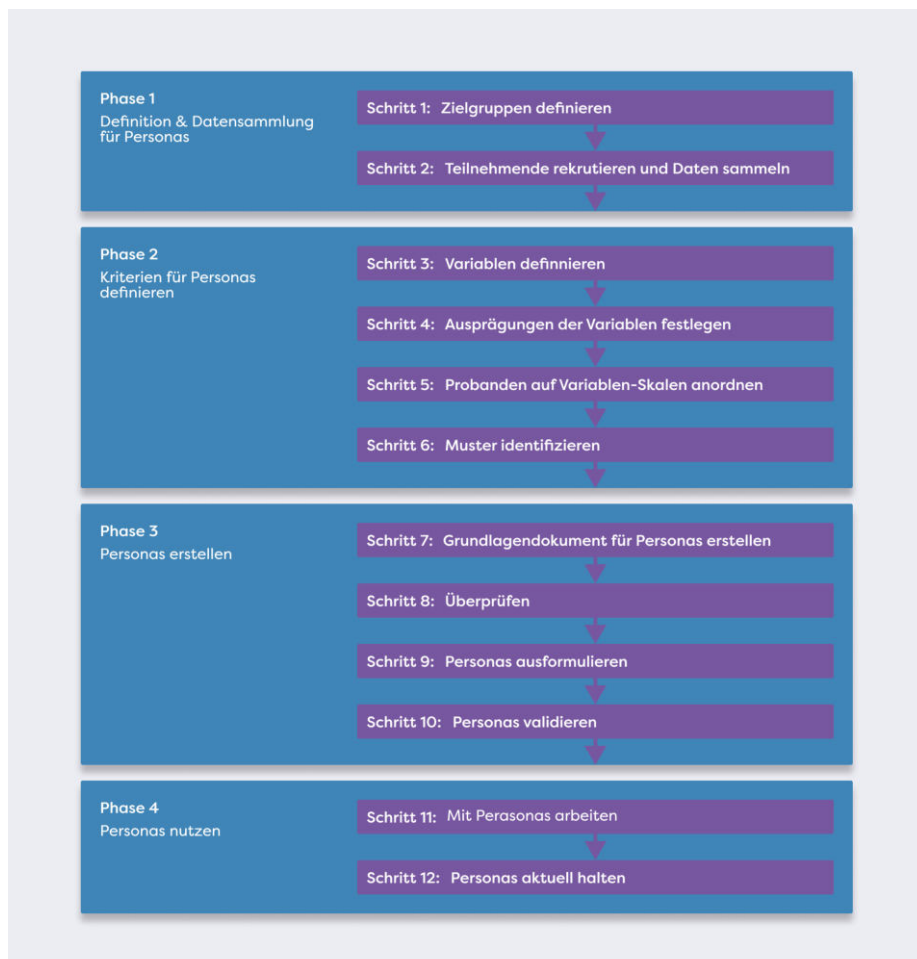 Phase 1
Definition & Datensammlung
für Personas
Schritt 1: Zielgruppen definieren
Schritt 2: Teilnehmende rekrutieren und Daten sammeln
Phase 2
Kriterien für Personas
definieren
Schritt 3: Variablen definnieren
Schritt 4: Ausprägungen der Variablen festlegen
Schritt 5: Probanden auf Variablen-Skalen anordnen
Schritt 6: Muster identifizieren
Phase 3
Personas erstellen
Schritt 7: Grundlagendokument für Personas erstellen
Schritt 8: Überprüfen
Schritt 9: Personas ausformulieren
Schritt 10: Personas validieren
Phase 4
Personas nutzen
Schritt 11: Mit Perasonas arbeiten
Schritt 12: Personas aktuell halten